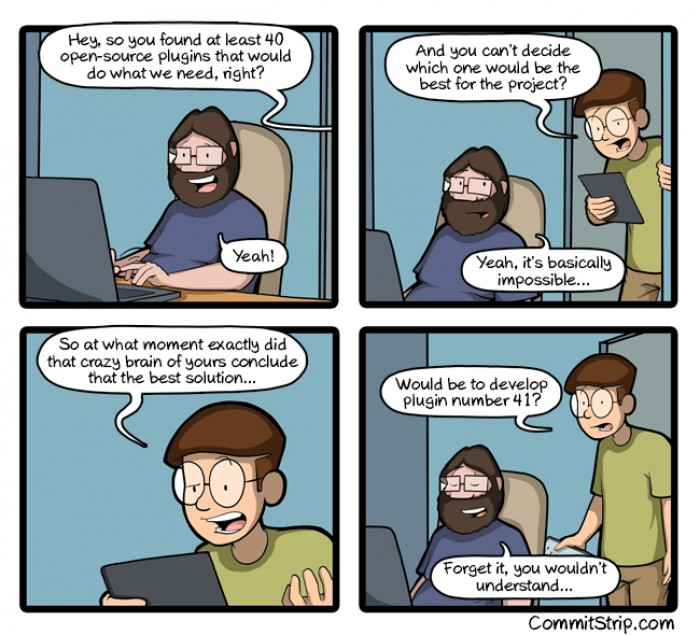 Hey, so you found at least 40
open-source plugins that would
do what we need, right?
Yeah!
And you can't decide
which one would be the
best for the project?
Yeah, it's basically
impossible...
So at what moment exactly did
that crazy brain of yours conclude
that the best solution...
Would be to develop
plugin number 41?
Forget it, you wouldn't
understand...
CommitStrip.com